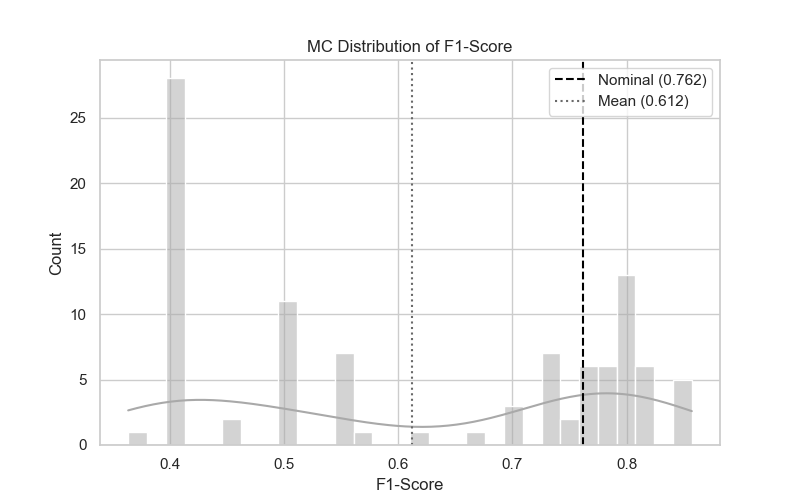 MC Distribution of F1-Score
Nominal (0.762)
Mean (0.612)
Count
25
20
15
10
5
0
0.4 0.5 0.6 0.7 0.8
F1-Score